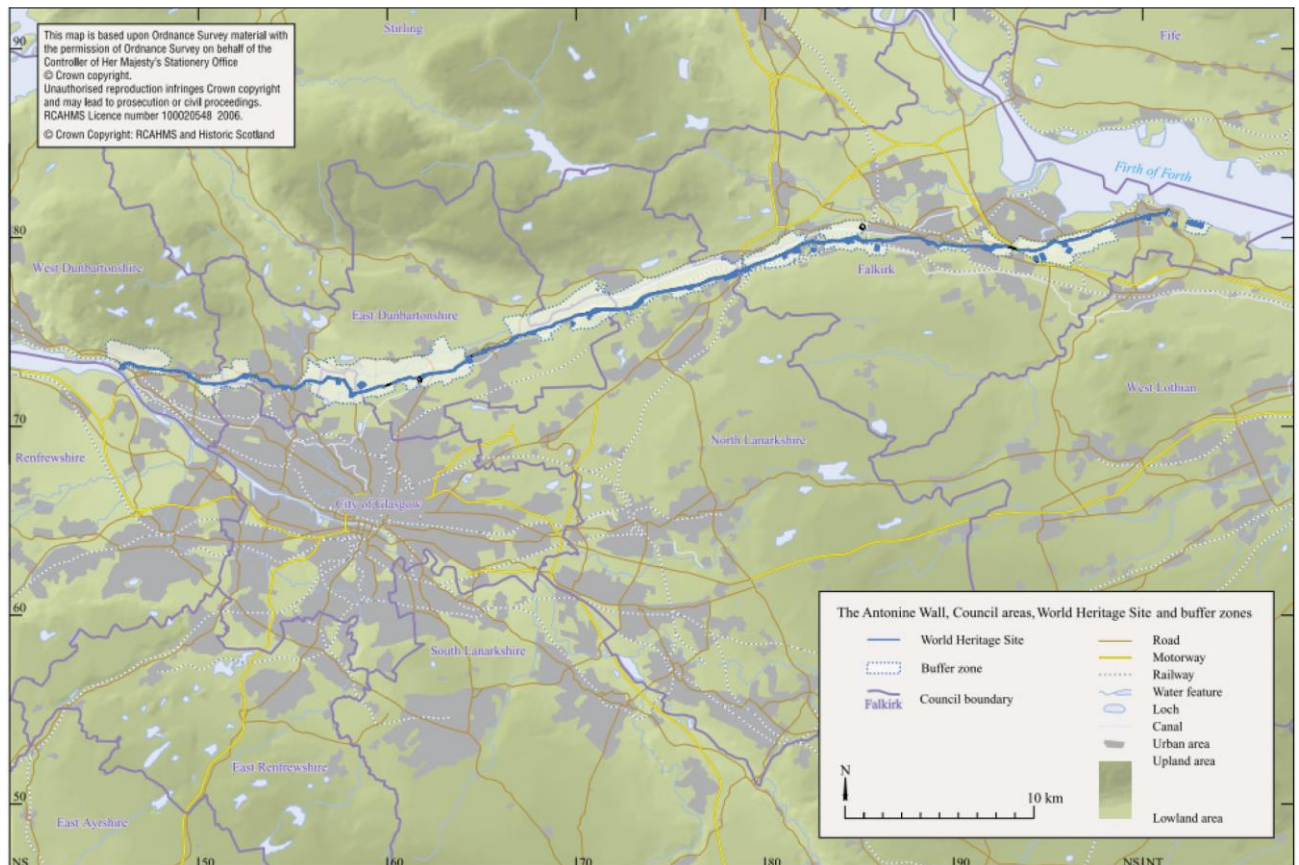 This map is based upon Ordnance Survey material with
the permission of Ordnance Survey on behalf of the
Controller of Her Majesty's Stationery Office
© Crown copyright.
Unauthorised reproduction infringes Crown copyright
and may lead to prosecution or civil proceedings.
RCAHMS Licence number 100020548 2006.
© Crown Copyright: RCAHMS and Historic Scotland
90
Stirling
Fife
Firth of Forth
80
West Dunbartonshire
Falkirk
East Dunbartonshire
West Lothian
70
North Lanarkshire
Renfrewshire
City of Glasgow
60
South Lanarkshire
East Renfrewshire
50
East Ayrshire
NS
150
160
170
180
190
NS1NT
The Antonine Wall, Council areas, World Heritage Site and buffer zones
World Heritage Site
Buffer zone
Falkirk
Council boundary
Road
Motorway
Railway
Water feature
Loch
Canal
Urban area
Upland area
Lowland area
N
10 km